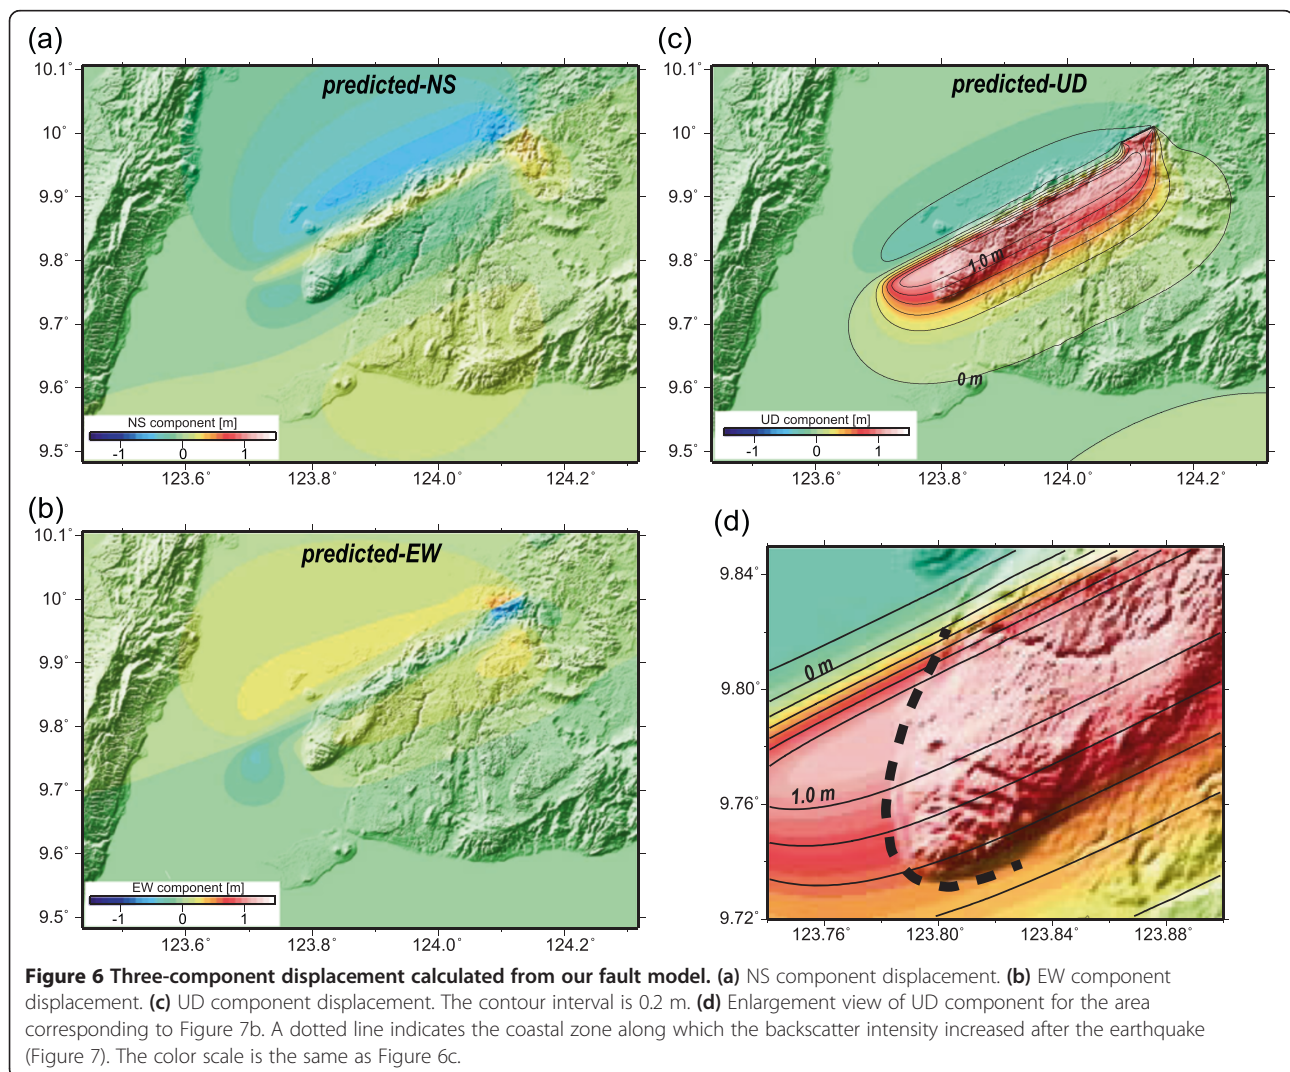 (a)
predicted-NS
10.1˚
10˚
9.9˚
9.8˚
9.7˚
9.6˚
9.5˚
NS component [m]
-1 0 1
123.6˚ 123.8˚ 124.0˚ 124.2˚
(c)
predicted-UD
10.1˚
10˚
9.9˚
9.8˚
9.7˚
9.6˚
9.5˚
1.0 m
0 m
UD component [m]
-1 0 1
123.6˚ 123.8˚ 124.0˚ 124.2˚
(b)
predicted-EW
10.1˚
10˚
9.9˚
9.8˚
9.7˚
9.6˚
9.5˚
EW component [m]
-1 0 1
123.6˚ 123.8˚ 124.0˚ 124.2˚
(d)
9.84˚
9.80˚
9.76˚
9.72˚
0 m
1.0 m
123.76˚ 123.80˚ 123.84˚ 123.88˚
Figure 6 Three-component displacement calculated from our fault model. (a) NS component displacement. (b) EW component
displacement. (c) UD component displacement. The contour interval is 0.2 m. (d) Enlargement view of UD component for the area
corresponding to Figure 7b. A dotted line indicates the coastal zone along which the backscatter intensity increased after the earthquake
(Figure 7). The color scale is the same as Figure 6c.